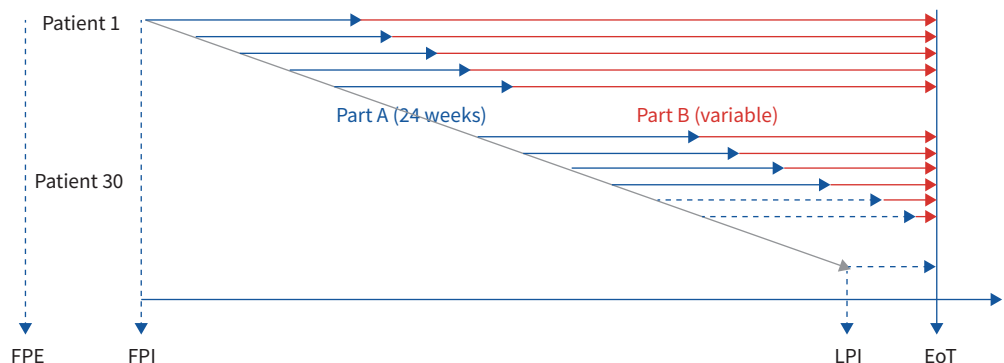 Patient 1
Part A (24 weeks)
Part B (variable)
Patient 30
FPE
FPI
LPI
EoT